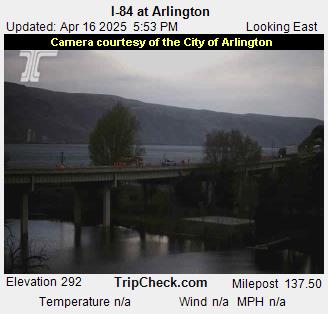 I-84 at Arlington
Updated: Apr 16 2025 5:53 PM Looking East
Camera courtesy of the City of Arlington
Elevation 292 TripCheck.com Milepost 137.50
Temperature n/a Wind n/a MPH n/a